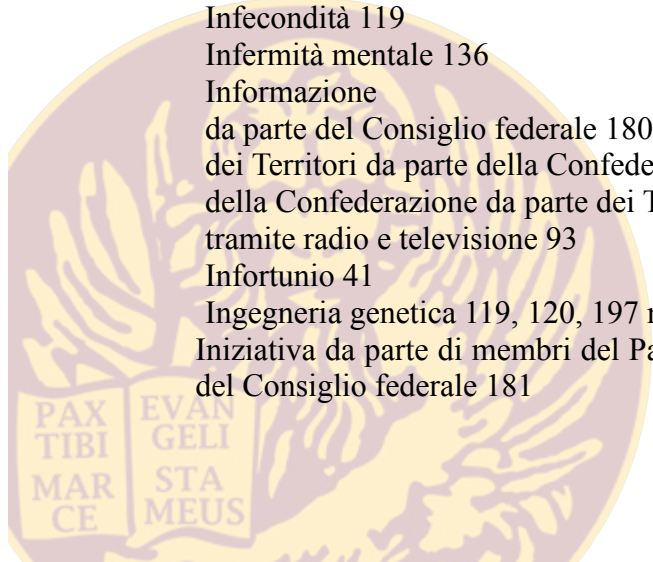 Infecondità 119
Infermità mentale 136
Informazione
da parte del Consiglio federale 180
dei Territori da parte della
della Confederazione da parte dei
tramite radio e televisione 93
Infortunio 41
Ingegneria genetica 119, 120, 197
Iniziativa da parte di membri del
del Consiglio federale 181
PAX
TIBI
MAR
CE
EVAN
GELI
STA
MEUS